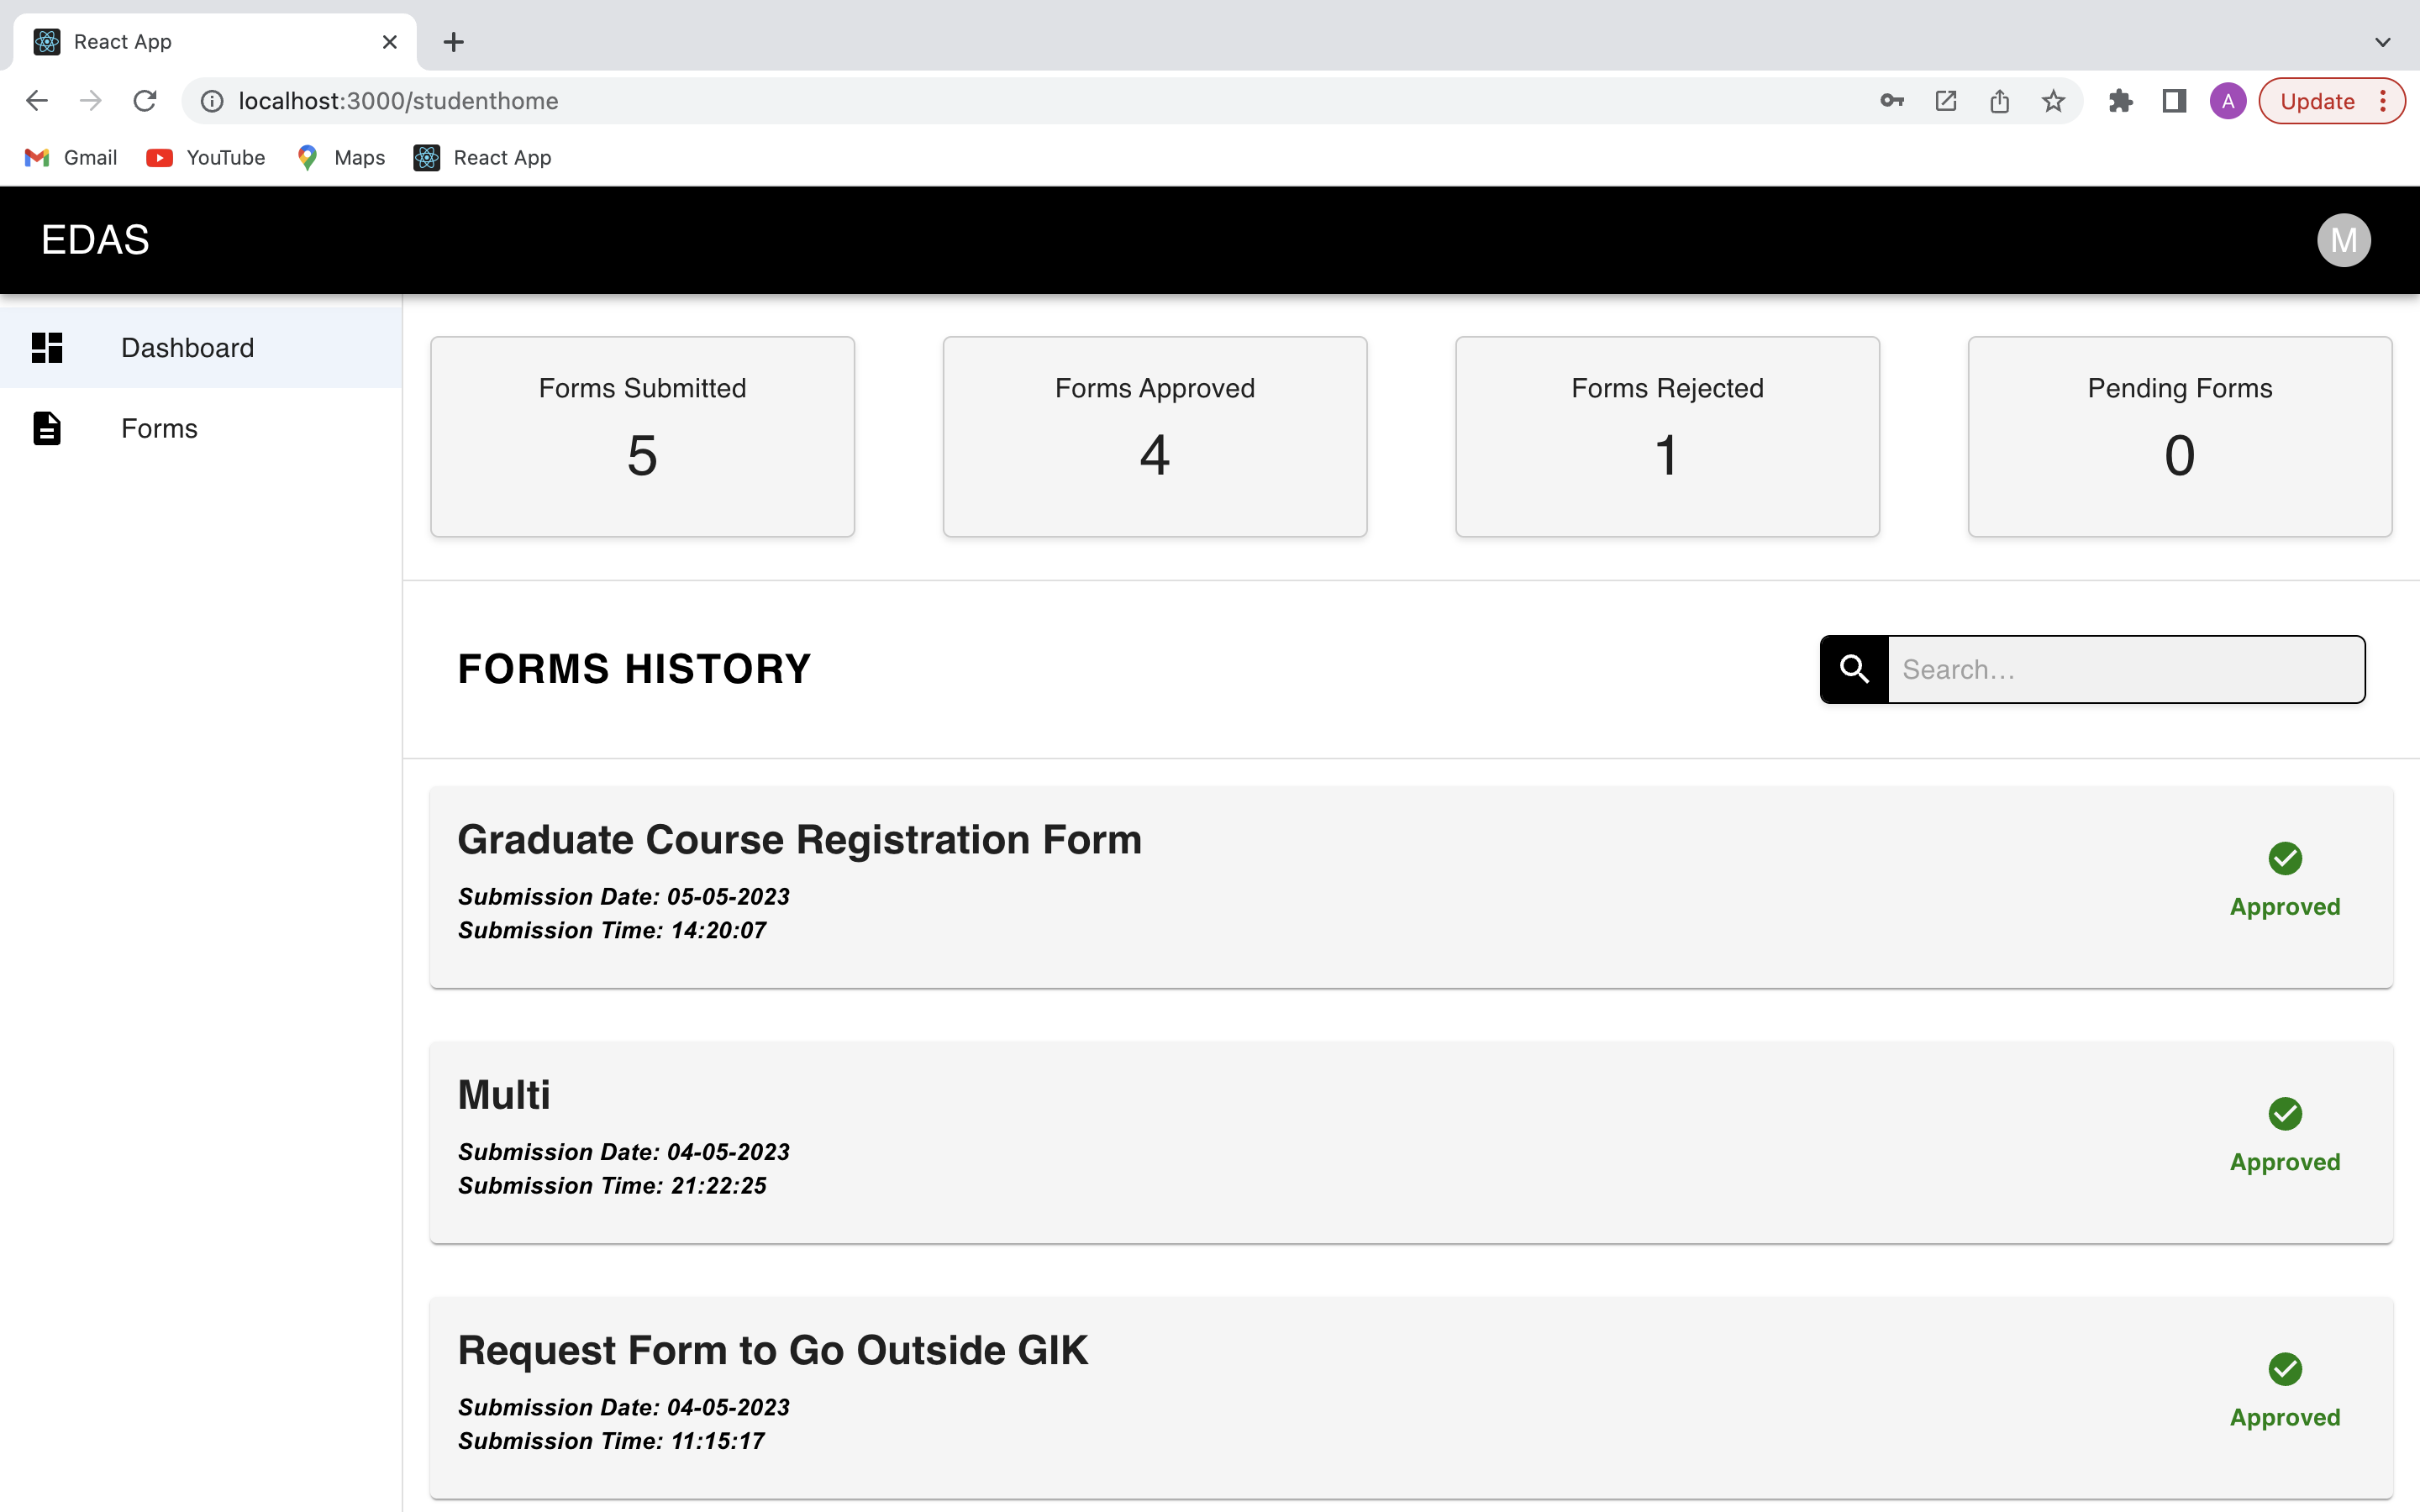 React App
localhost:3000/studenthome
A
Update
Gmail
YouTube
Maps
React App
EDAS
M
Dashboard
Forms
Forms Submitted
5
Forms Approved
4
Forms Rejected
1
Pending Forms
0
FORMS HISTORY
Search…
Graduate Course Registration Form
Submission Date: 05-05-2023
Submission Time: 14:20:07
Approved
Multi
Submission Date: 04-05-2023
Submission Time: 21:22:25
Approved
Request Form to Go Outside GIK
Submission Date: 04-05-2023
Submission Time: 11:15:17
Approved